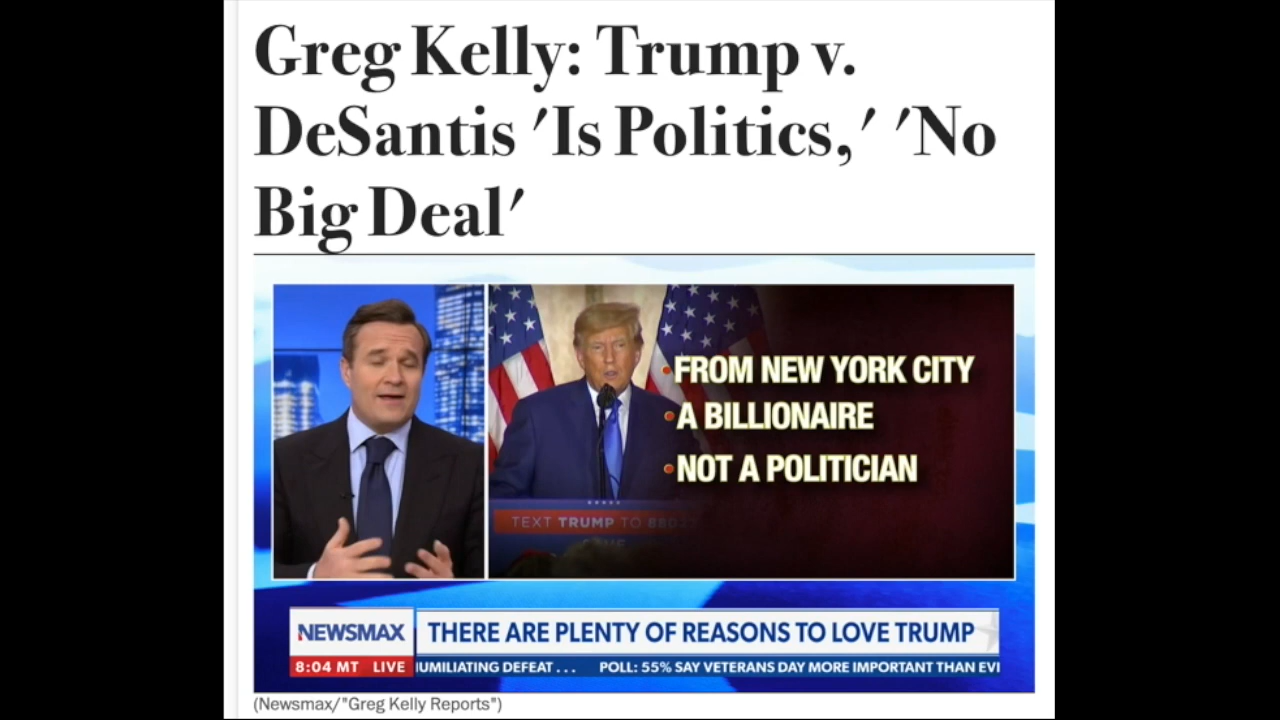 Greg Kelly: Trump v.
DeSantis 'Is Politics,' 'No
Big Deal'
FROM NEW YORK CITY
A BILLIONAIRE
NOT A POLITICIAN
TEXT TRUMP TO
NEWSMAX
THERE ARE PLENTY OF REASONS TO LOVE TRUMP
8:04 MT LIVE
DEFEAT... POLL: 55% SAY VETERANS DAY MORE IMPORTANT THAN
(Newsmax/"Greg Kelly Reports")